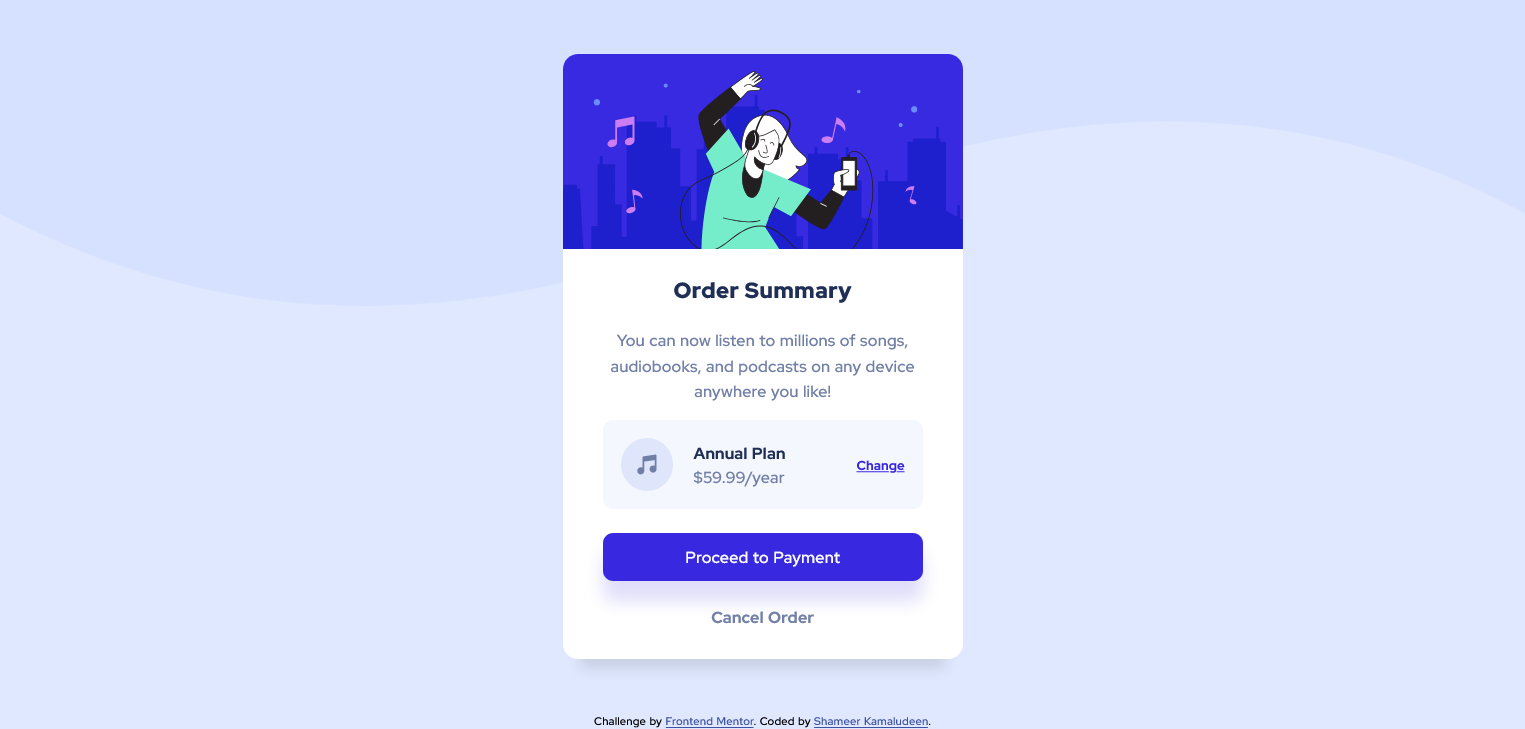 Order Summary
You can now listen to millions of songs,
audiobooks, and podcasts on any device
anywhere you like!
Annual Plan
$59.99/year
Change
Proceed to Payment
Cancel Order
Challenge by Frontend Mentor. Coded by Shameer Kamaludeen.